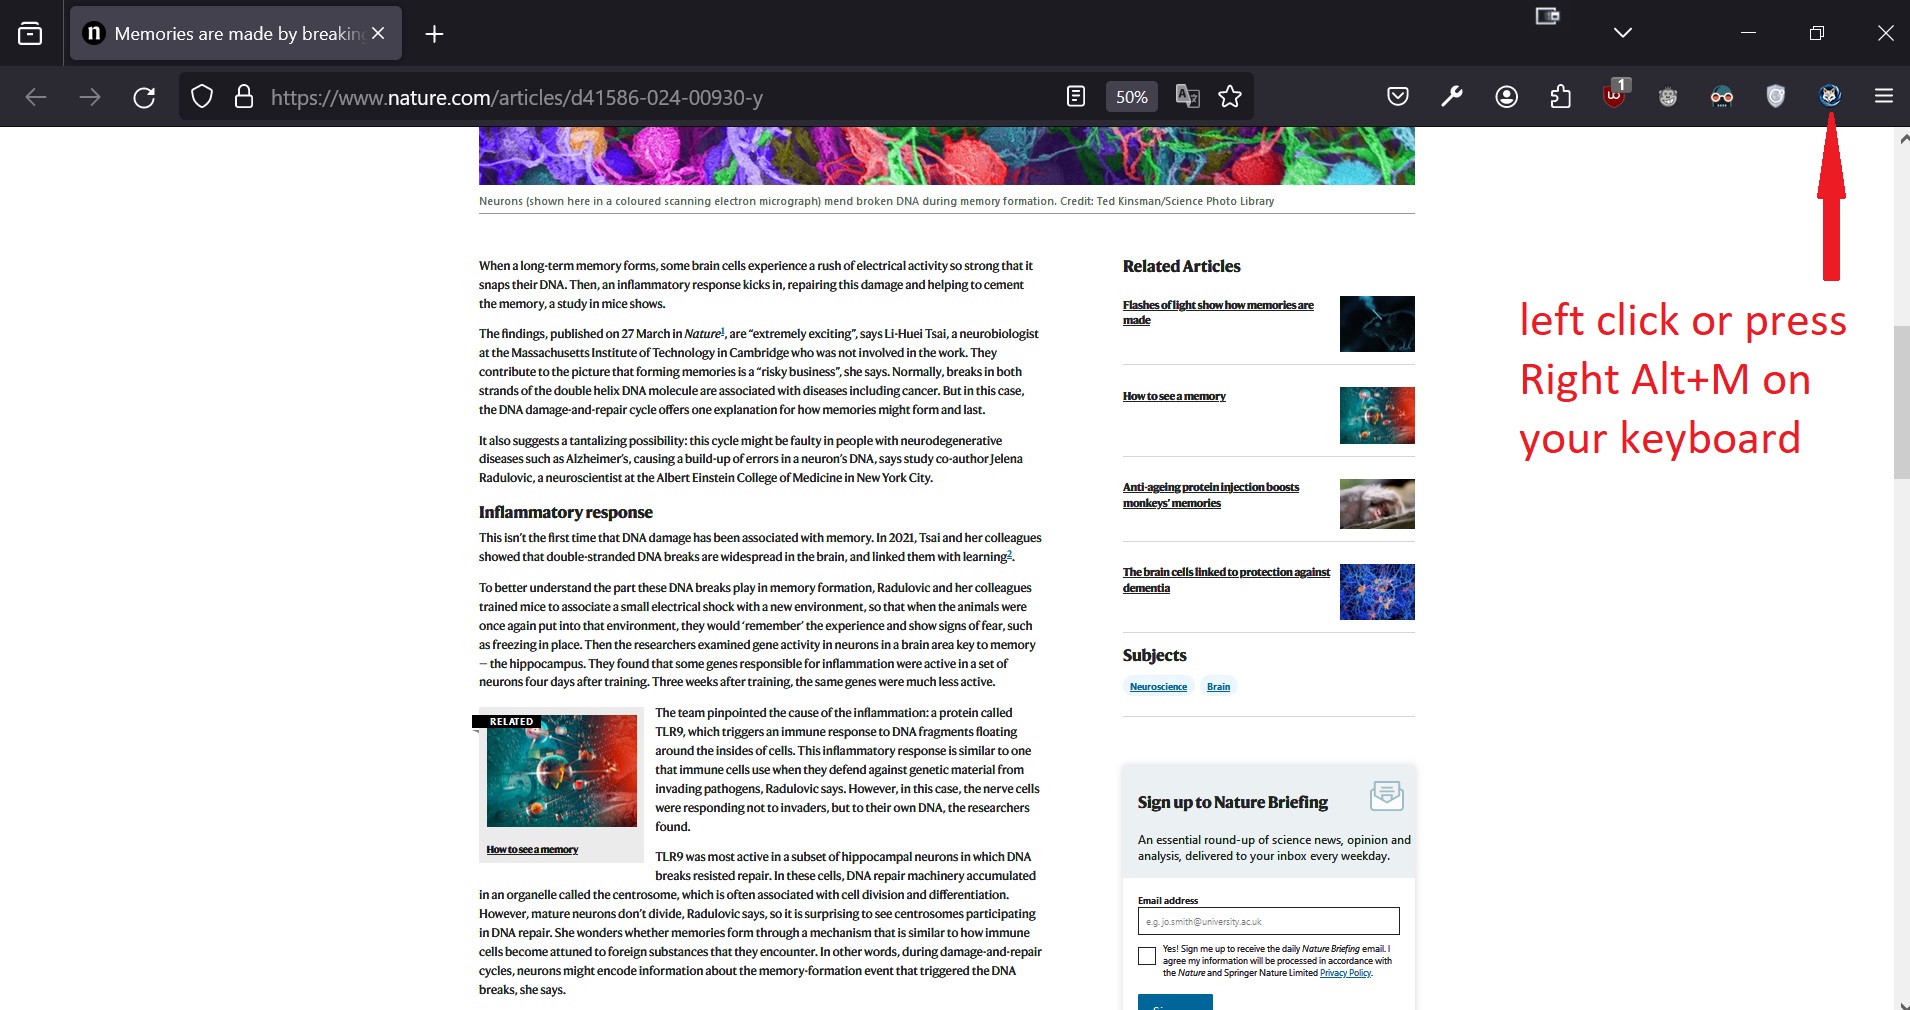 Memories are made by breaking
https://www.nature.com/articles/d41586-024-00930-y
50%
1
Neurons (shown here in a coloured scanning electron micrograph) mend broken DNA during memory formation. Credit: Ted Kinsman/Science Photo Library
When a long-term memory forms, some brain cells experience a rush of electrical activity so strong that it
snaps their DNA. Then, an inflammatory response kicks in, repairing this damage and helping to cement
the memory, a study in mice shows.
The findings, published on 27 March in Nature1, are “extremely exciting”, says Li-Huei Tsai, a neurobiologist
at the Massachusetts Institute of Technology in Cambridge who was not involved in the work. They
contribute to the picture that forming memories is a “risky business”, she says. Normally, breaks in both
strands of the double helix DNA molecule are associated with diseases including cancer. But in this case,
the DNA damage-and-repair cycle offers one explanation for how memories might form and last.
It also suggests a tantalizing possibility: this cycle might be faulty in people with neurodegenerative
diseases such as Alzheimer’s, causing a build-up of errors in a neuron’s DNA, says study co-author Jelena
Radulovic, a neuroscientist at the Albert Einstein College of Medicine in New York City.
Inflammatory response
This isn’t the first time that DNA damage has been associated with memory. In 2021, Tsai and her colleagues
showed that double-stranded DNA breaks are widespread in the brain, and linked them with learning2.
To better understand the part these DNA breaks play in memory formation, Radulovic and her colleagues
trained mice to associate a small electrical shock with a new environment, so that when the animals were
once again put into that environment, they would ‘remember’ the experience and show signs of fear, such
as freezing in place. Then the researchers examined gene activity in neurons in a brain area key to memory
— the hippocampus. They found that some genes responsible for inflammation were active in a set of
neurons four days after training. Three weeks after training, the same genes were much less active.
RELATED
How to see a memory
The team pinpointed the cause of the inflammation: a protein called
TLR9, which triggers an immune response to DNA fragments floating
around the insides of cells. This inflammatory response is similar to one
that immune cells use when they defend against genetic material from
invading pathogens, Radulovic says. However, in this case, the nerve cells
were responding not to invaders, but to their own DNA, the researchers
found.
TLR9 was most active in a subset of hippocampal neurons in which DNA
breaks resisted repair. In these cells, DNA repair machinery accumulated
in an organelle called the centrosome, which is often associated with cell division and differentiation.
However, mature neurons don’t divide, Radulovic says, so it is surprising to see centrosomes participating
in DNA repair. She wonders whether memories form through a mechanism that is similar to how immune
cells become attuned to foreign substances that they encounter. In other words, during damage-and-repair
cycles, neurons might encode information about the memory-formation event that triggered the DNA
breaks, she says.
Related Articles
Flashes of light show how memories are
made
How to see a memory
Anti-ageing protein injection boosts
monkeys’ memories
The brain cells linked to protection against
dementia
Subjects
Neuroscience Brain
Sign up to Nature Briefing
An essential round-up of science news, opinion and
analysis, delivered to your inbox every weekday.
Email address
e.g. jo.smith@university.ac.uk
Yes! Sign me up to receive the daily Nature Briefing email. I
agree my information will be processed in accordance with
the Nature and Springer Nature Limited Privacy Policy.
left click or press
Right Alt+M on
your keyboard